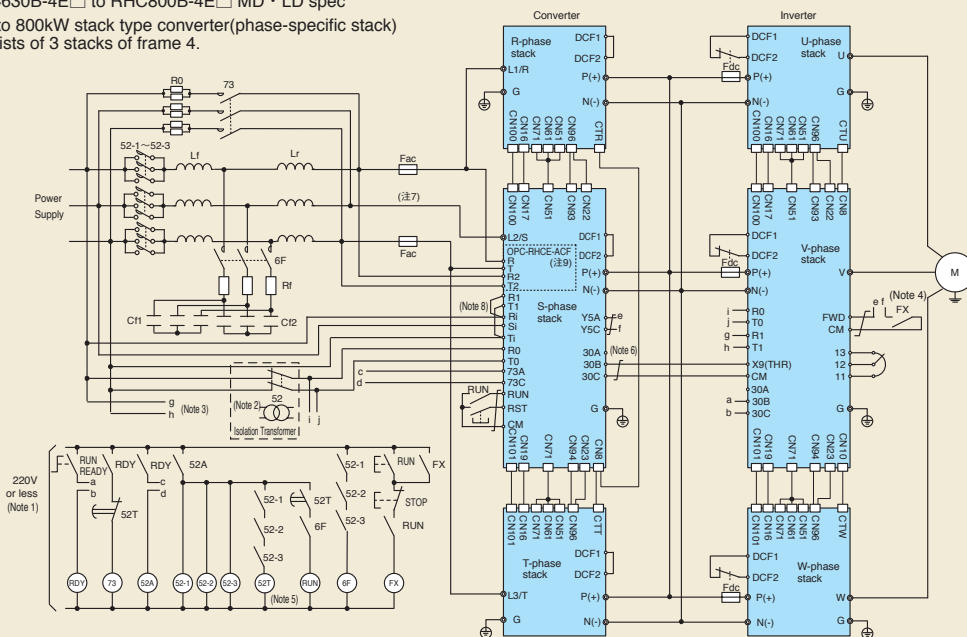 630B-4E□ to RHC800B-4E□ MD・LD spec
to 800kW stack type converter(phase-specific stack)
ists of 3 stacks of frame 4.
Converter
Inverter
R-phase
stack
DCF1
DCF2
L1/R
P(+)
G
N(-)
CN100
CN16
CN71
CN61
CN51
CN96
CTR
DCF1
U-phase
stack
DCF2
U
Fdc
P(+)
G
N(-)
CN100
CN16
CN71
CN61
CN51
CN96
CTU
R0
73
52-1～52-3
Lf
Lr
Fac
Power
Supply
(注7)
Fac
6F
Rf
Cf1
Cf2
CN100
CN17
CN51
CN93
CN22
L2/S
DCF1
OPC-RHCE-ACF
(注9)
DCF2
R
T
P(+)
R2
T2
N(-)
R1
(Note 8)
T1
S-phase
stack
Ri
Y5A
e
Si
Y5C
f
Ti
30A
(Note 6)
R0
30B
T0
30C
c
73A
d
73C
RUN
RUN
RST
G
CM
CN101
CN19
CN71
CN94
CN23
CN8
CN100
CN17
CN51
CN93
CN22
CN8
DCF1
V-phase
stack
DCF2
Fdc
P(+)
V
M
N(-)
(Note 4)
i
R0
e f
FX
j
T0
FWD
g
R1
CM
h
T1
13
X9(THR)
12
CM
11
30A
a
30B
b
30C
G
CN101
CN19
CN71
CN94
CN23
CN10
g
h
(Note 3)
(Note 2)
52
Isolation Transformer
i j
220V
or less
(Note 1)
RUN
READY
RDY
RDY
52A
52-1
RUN
FX
a
b
c
d
52T
52-1
52T
52-2
STOP
52-2
6F
52-3
RUN
52-3
RDY
73
52A
52-1
52-2
52-3
52T
RUN
6F
FX
(Note 5)
CN101
CN16
CN71
CN61
CN51
CN96
CTT
T-phase
stack
DCF1
DCF2
L3/T
P(+)
G
N(-)
CN101
CN16
CN71
CN61
CN51
CN96
CTW
DCF1
W-phase
stack
DCF2
Fdc
P(+)
W
N(-)
G